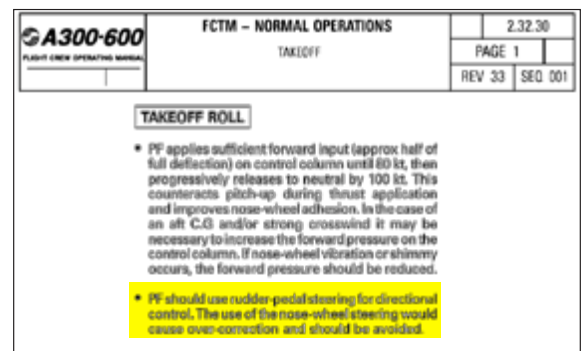 A300-600
FLIGHT CREW OPERATING MANUAL
FCTM – NORMAL OPERATIONS
TAKEOFF
2.32.30
PAGE 1
REV 33 SEQ 001
TAKEOFF ROLL
• PF applies sufficient forward input (approx half of
full deflection) on control column until 80 kt, then
progressively releases to neutral by 100 kt. This
counteracts pitch-up during thrust application
and improves nose-wheel adhesion. In the case of
an aft C.G and/or strong crosswind it may be
necessary to increase the forward pressure on the
control column. If nose-wheel vibration or shimmy
occurs, the forward pressure should be reduced.
• PF should use rudder-pedal steering for directional
control. The use of the nose-wheel steering would
cause over-correction and should be avoided.